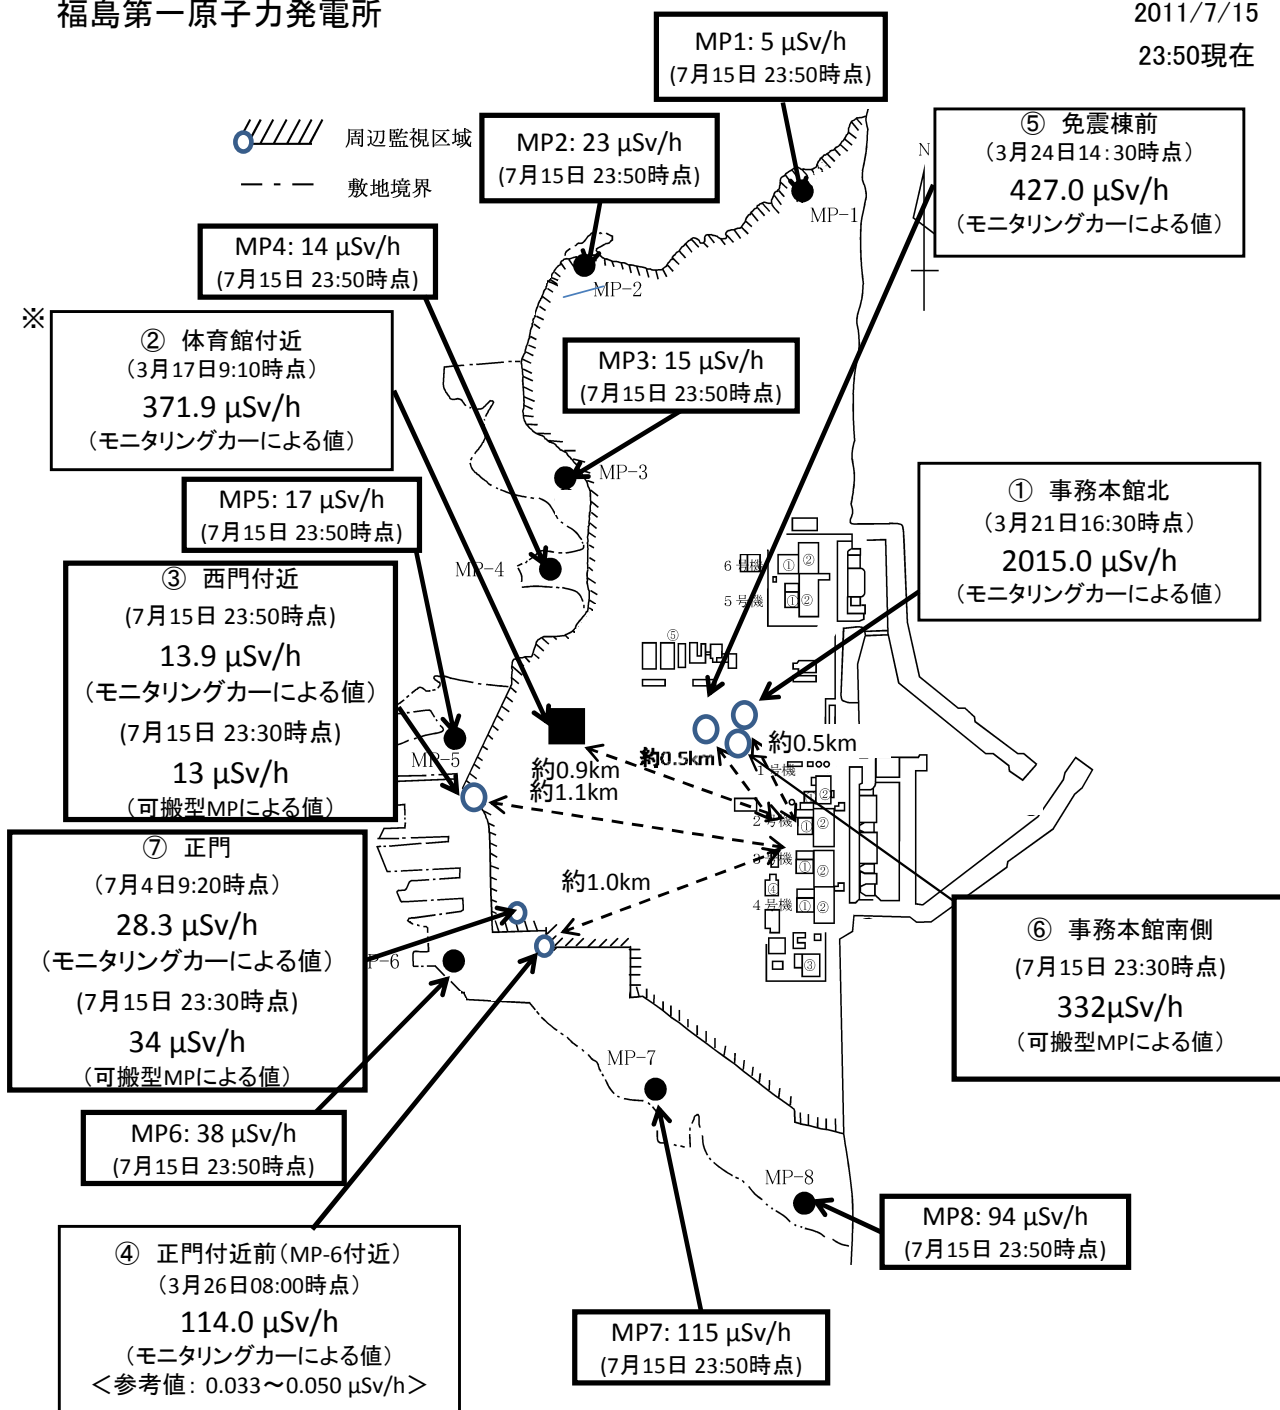 福島第一原子力発電所
2011/7/15
23:50現在
MP1: 5 μSv/h
(7月15日 23:50時点)
周辺監視区域
敷地境界
MP2: 23 μSv/h
(7月15日 23:50時点)
⑤ 免震棟前
(3月24日14:30時点)
427.0 μSv/h
(モニタリングカーによる値)
N
MP-1
MP4: 14 μSv/h
(7月15日 23:50時点)
MP-2
※
② 体育館付近
(3月17日9:10時点)
371.9 μSv/h
(モニタリングカーによる値)
MP3: 15 μSv/h
(7月15日 23:50時点)
MP-3
MP5: 17 μSv/h
(7月15日 23:50時点)
① 事務本館北
(3月21日16:30時点)
2015.0 μSv/h
(モニタリングカーによる値)
MP-4
6号機
① ②
5号機
① ②
③ 西門付近
(7月15日 23:50時点)
13.9 μSv/h
(モニタリングカーによる値)
(7月15日 23:30時点)
13 μSv/h
(可搬型MPによる値)
⑤
MP-5
約0.9km
約1.1km
約0.5km
約0.5km
1号機
②
2号機
① ②
3号機
① ②
④
4号機
① ②
③
約1.0km
⑦ 正門
(7月4日9:20時点)
28.3 μSv/h
(モニタリングカーによる値)
(7月15日 23:30時点)
34 μSv/h
(可搬型MPによる値)
P-6
⑥ 事務本館南側
(7月15日 23:30時点)
332μSv/h
(可搬型MPによる値)
MP-7
MP6: 38 μSv/h
(7月15日 23:50時点)
MP-8
MP8: 94 μSv/h
(7月15日 23:50時点)
④ 正門付近前(MP-6付近)
(3月26日08:00時点)
114.0 μSv/h
(モニタリングカーによる値)
＜参考値: 0.033〜0.050 μSv/h＞
MP7: 115 μSv/h
(7月15日 23:50時点)